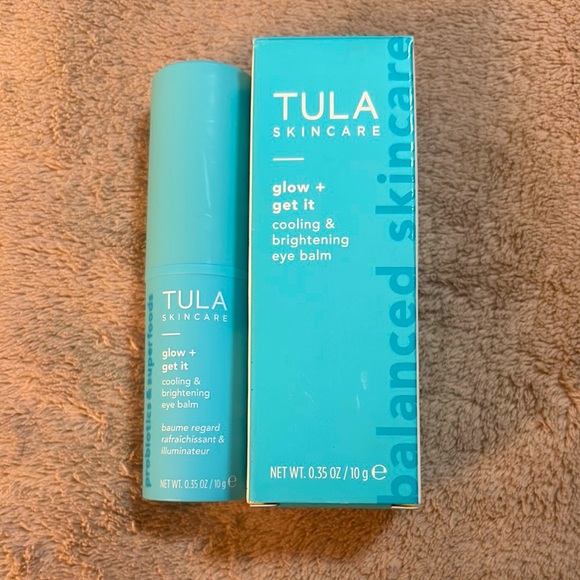 TULA
SKINCARE
glow +
get it
cooling &
brightening
eye balm
baume regard
rafraîchissant &
illuminateur
NET WT. 0.35 OZ / 10 g ℮
prebiotics & superfoods
TULA
SKINCARE
glow +
get it
cooling &
brightening
eye balm
NET WT. 0.35 OZ / 10 g ℮
balanced skincare